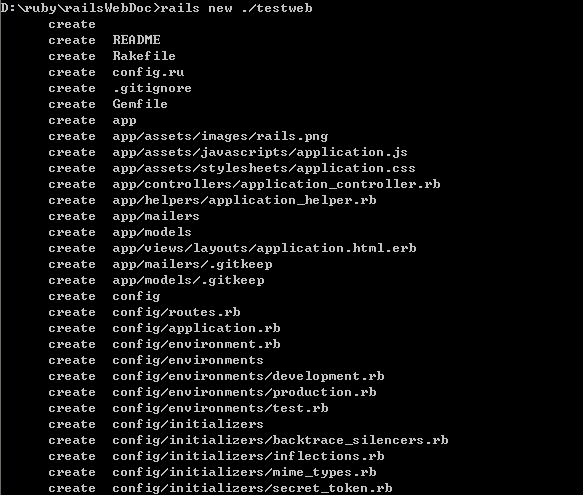 D:\ruby\railsWebDoc>rails new ./testweb
create
create README
create Rakefile
create config.ru
create .gitignore
create Gemfile
create app
create app/assets/images/rails.png
create app/assets/javascripts/application.js
create app/assets/stylesheets/application.css
create app/controllers/application_controller.rb
create app/helpers/application_helper.rb
create app/mailers
create app/models
create app/views/layouts/application.html.erb
create app/mailers/.gitkeep
create app/models/.gitkeep
create config
create config/routes.rb
create config/application.rb
create config/environment.rb
create config/environments
create config/environments/development.rb
create config/environments/production.rb
create config/environments/test.rb
create config/initializers
create config/initializers/backtrace_silencers.rb
create config/initializers/inflections.rb
create config/initializers/mime_types.rb
create config/initializers/secret_token.rb